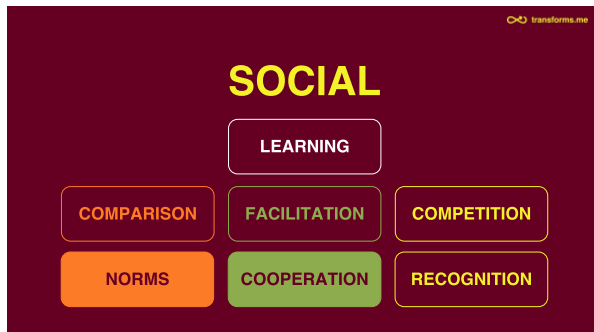 transforms.me
SOCIAL
LEARNING
COMPARISON FACILITATION COMPETITION
NORMS COOPERATION RECOGNITION